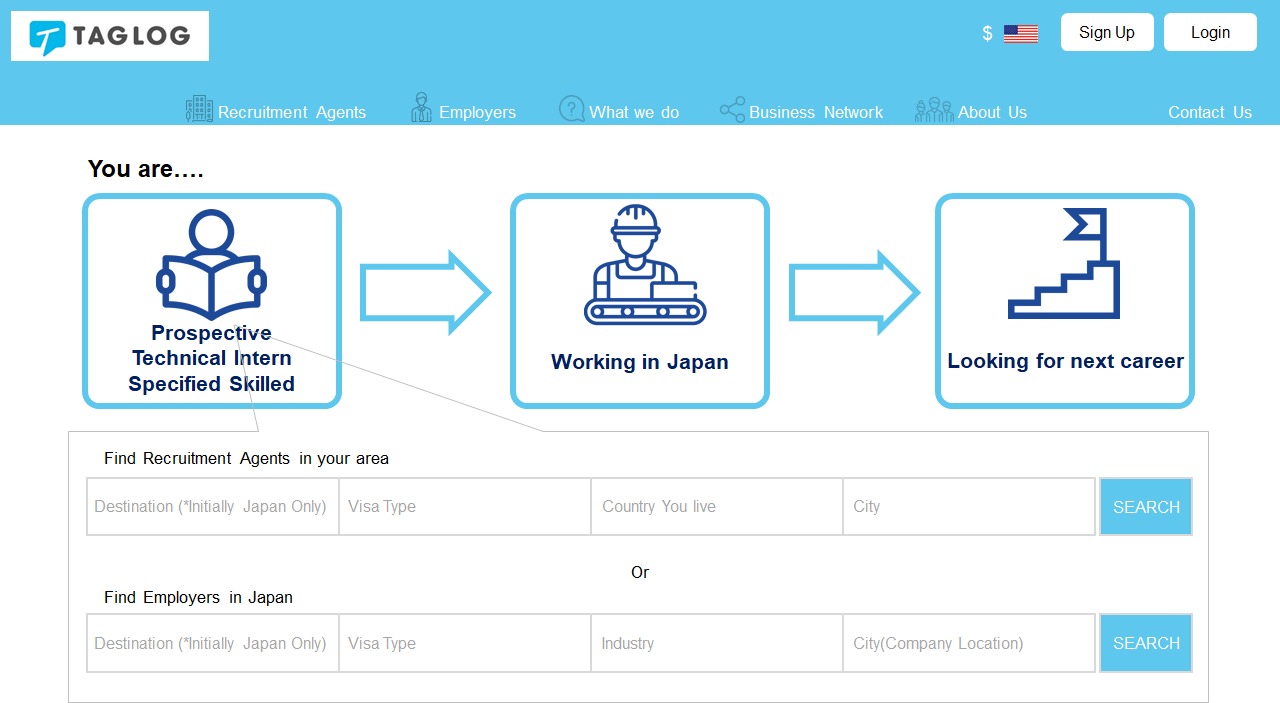 TAGLOG
$
Sign Up
Login
Recruitment Agents
Employers
What we do
Business Network
About Us
Contact Us
You are….
Prospective
Technical Intern
Specified Skilled
Working in Japan
Looking for next career
Find Recruitment Agents in your area
Destination (*Initially Japan Only)
Visa Type
Country You live
City
SEARCH
Or
Find Employers in Japan
Destination (*Initially Japan Only)
Visa Type
Industry
City(Company Location)
SEARCH